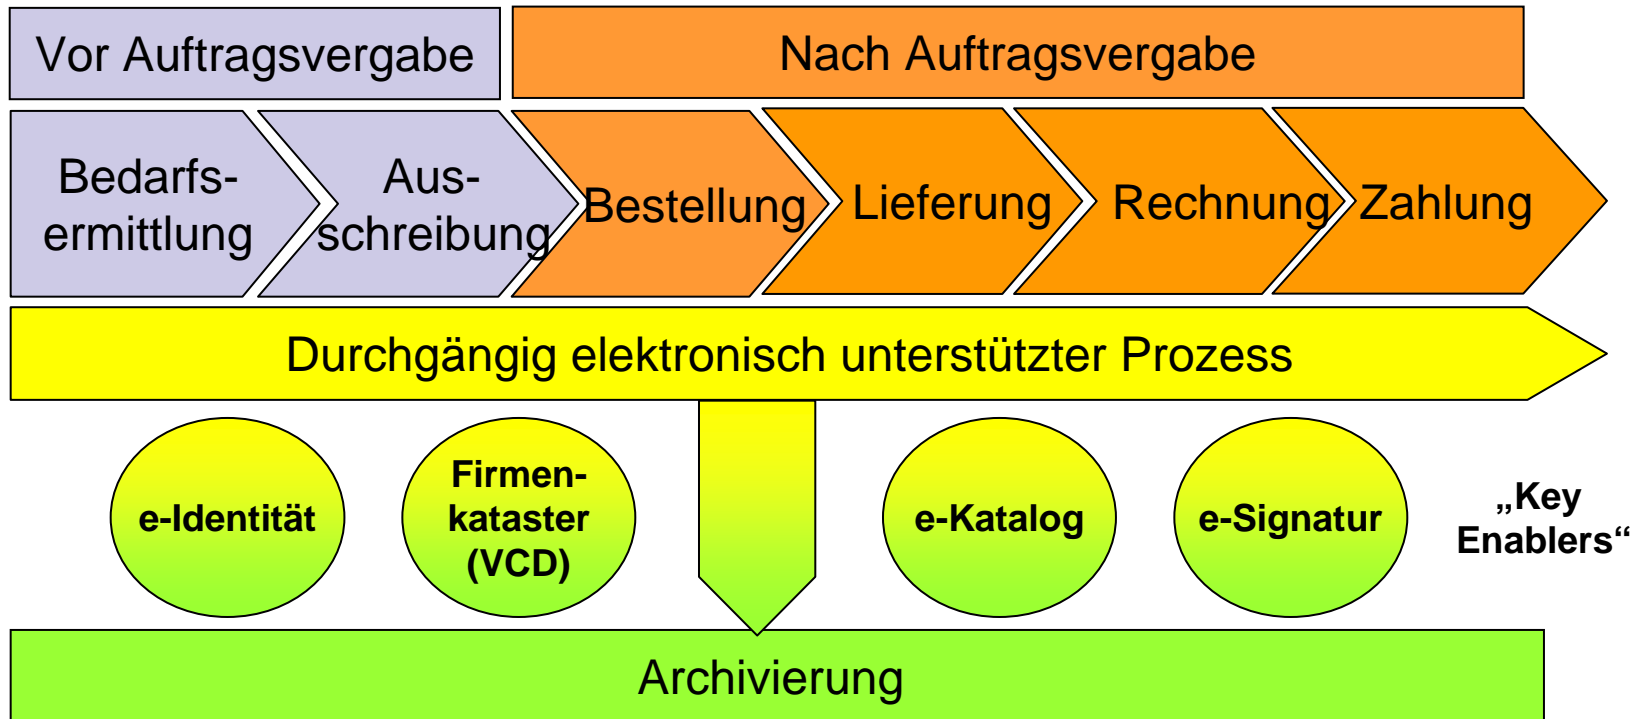 Vor Auftragsvergabe
Nach Auftragsvergabe
Bedarfs-
ermittlung
Aus-
schreibung
Bestellung
Lieferung
Rechnung
Zahlung
Durchgängig elektronisch unterstützter Prozess
e-Identität
Firmen-
kataster
(VCD)
e-Katalog
e-Signatur
„Key
Enablers“
Archivierung